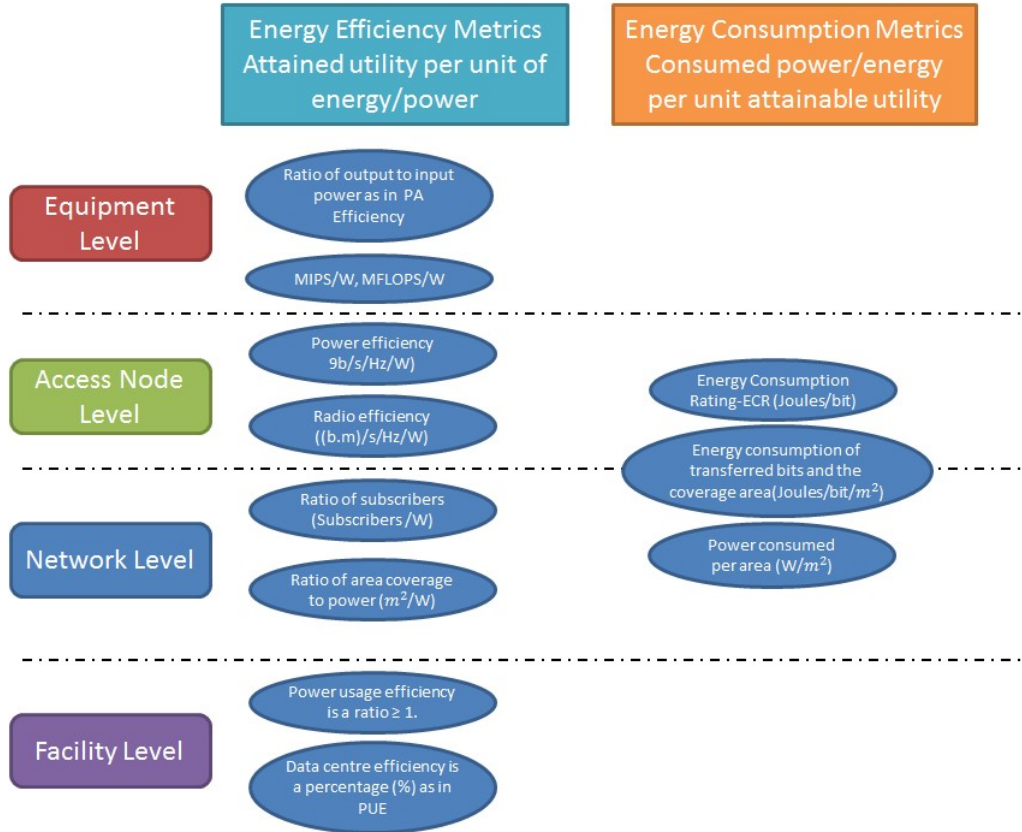 Energy Efficiency Metrics
Attained utility per unit of
energy/power
Energy Consumption Metrics
Consumed power/energy
per unit attainable utility
Equipment
Level
Ratio of output to input
power as in PA
Efficiency
MIPS/W, MFLOPS/W
Access Node
Level
Power efficiency
9b/s/Hz/W)
Radio efficiency
((b.m)/s/Hz/W)
Energy Consumption
Rating-ECR (Joules/bit)
Energy consumption of
transferred bits and the
coverage area(Joules/bit/m²)
Network Level
Ratio of subscribers
(Subscribers/W)
Ratio of area coverage
to power (m²/W)
Power consumed
per area (W/m²)
Facility Level
Power usage efficiency
is a ratio ≥ 1.
Data centre efficiency is
a percentage (%) as in
PUE